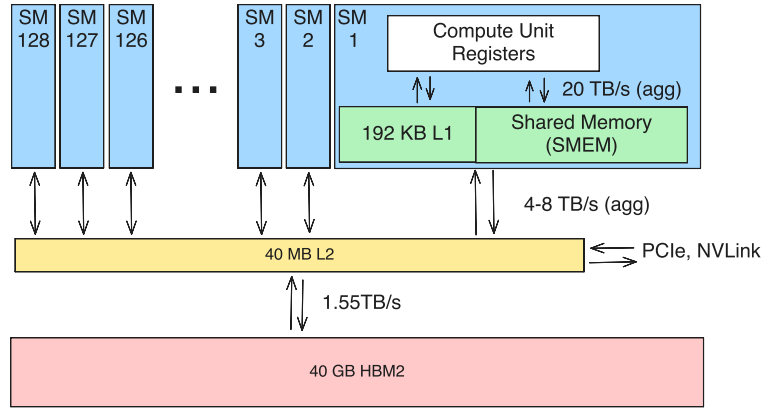 SM
128
SM
127
SM
126
...
SM
3
SM
2
SM
1
Compute Unit
Registers
20 TB/s (agg)
192 KB L1
Shared Memory
(SMEM)
4-8 TB/s (agg)
40 MB L2
PCIe, NVLink
1.55TB/s
40 GB HBM2